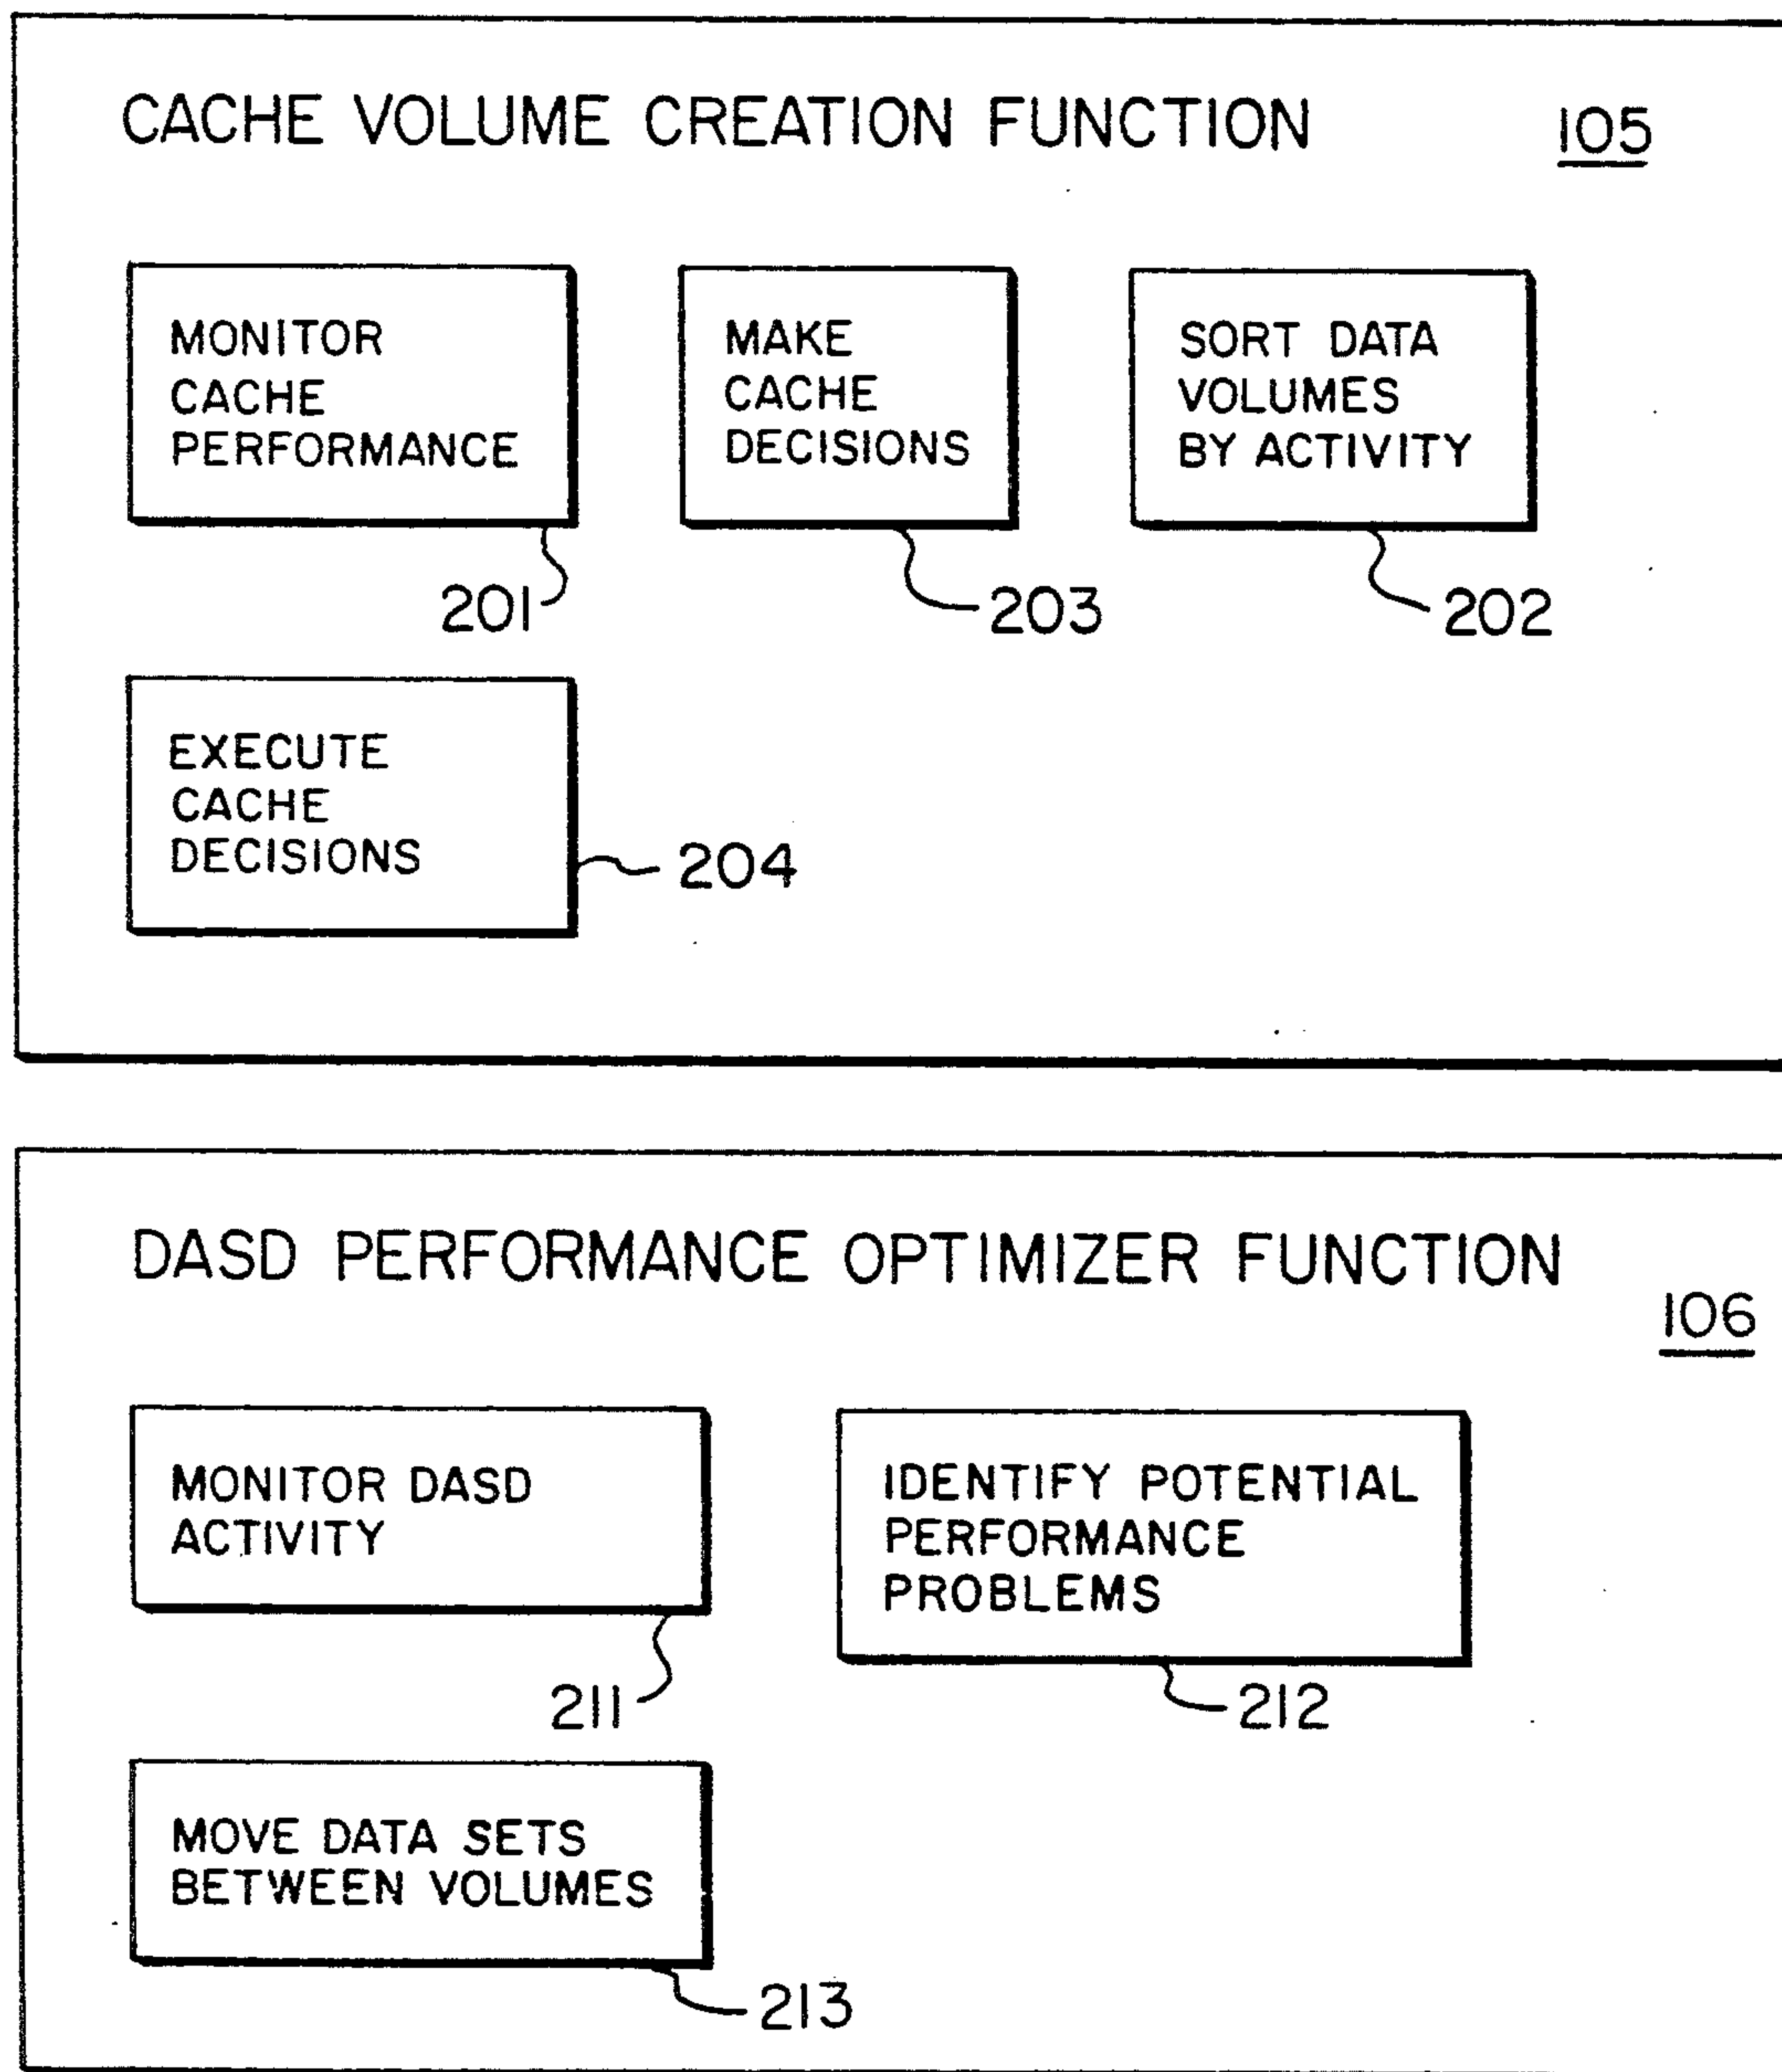 CACHE VOLUME CREATION FUNCTION
105
MONITOR
CACHE
PERFORMANCE
201
MAKE
CACHE
DECISIONS
203
SORT DATA
VOLUMES
BY ACTIVITY
202
EXECUTE
CACHE
DECISIONS
204
DASD PERFORMANCE OPTIMIZER FUNCTION
106
MONITOR DASD
ACTIVITY
211
IDENTIFY POTENTIAL
PERFORMANCE
PROBLEMS
212
MOVE DATA SETS
BETWEEN VOLUMES
213